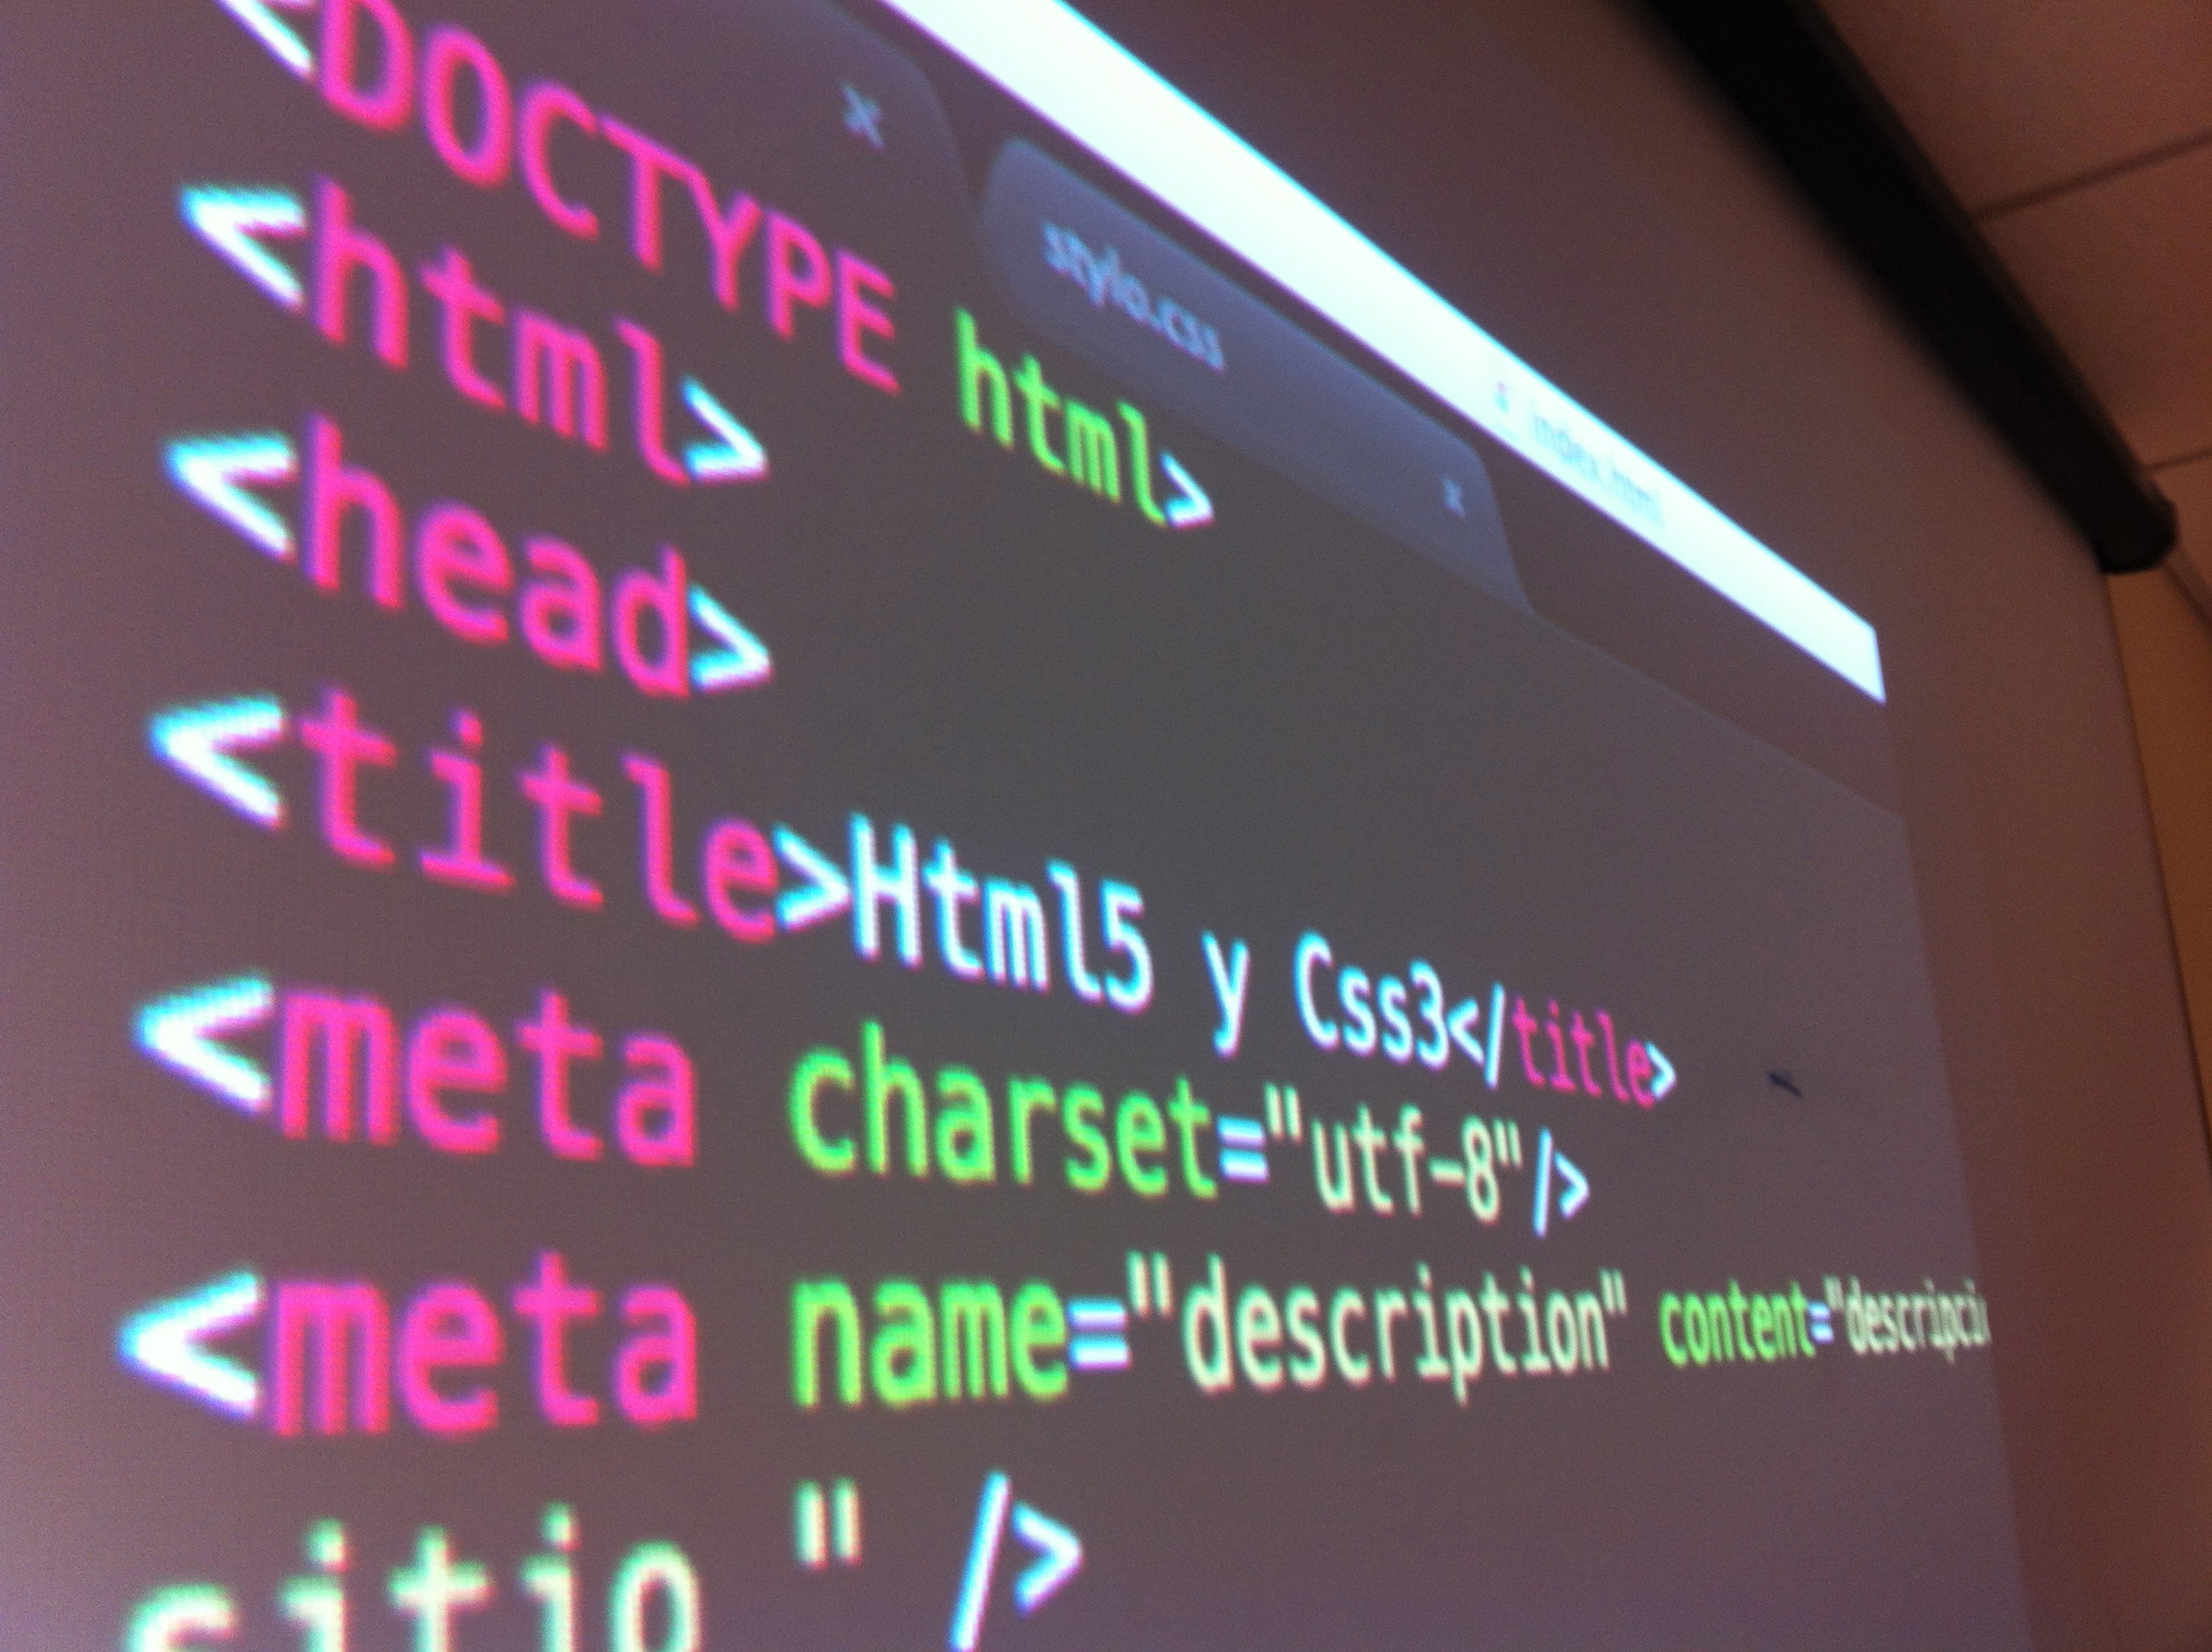 index.html
stylo.css
<!DOCTYPE html>
<html>
<head>
<title>Html5 y Css3</title>
<meta charset="utf-8"/>
<meta name="description" content="descripci
sitio " />